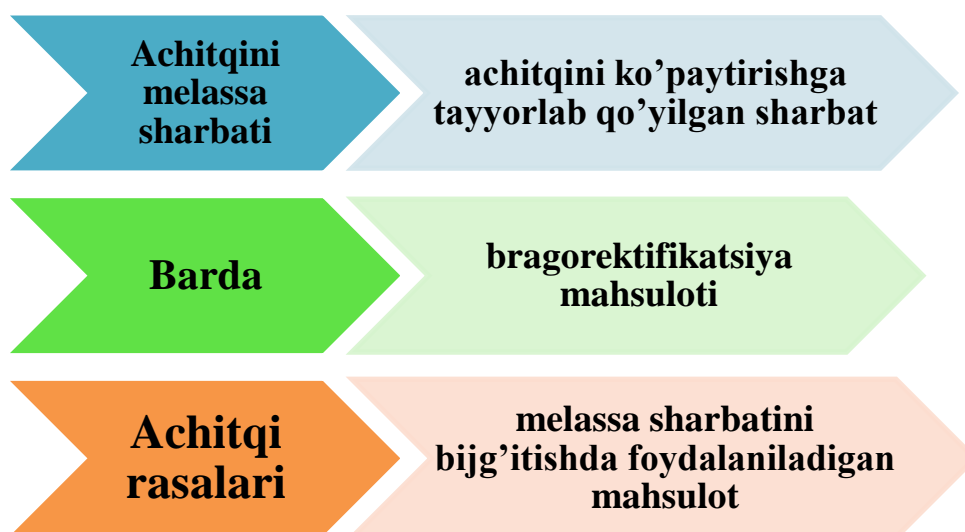 Achitqini
melassa
sharbati
achitqini ko’paytirishga
tayyorlab qo’yilgan sharbat
Barda
bragorektifikatsiya
mahsuloti
Achitqi
rasalari
melassa sharbatini
bijg’itishda foydalaniladigan
mahsulot